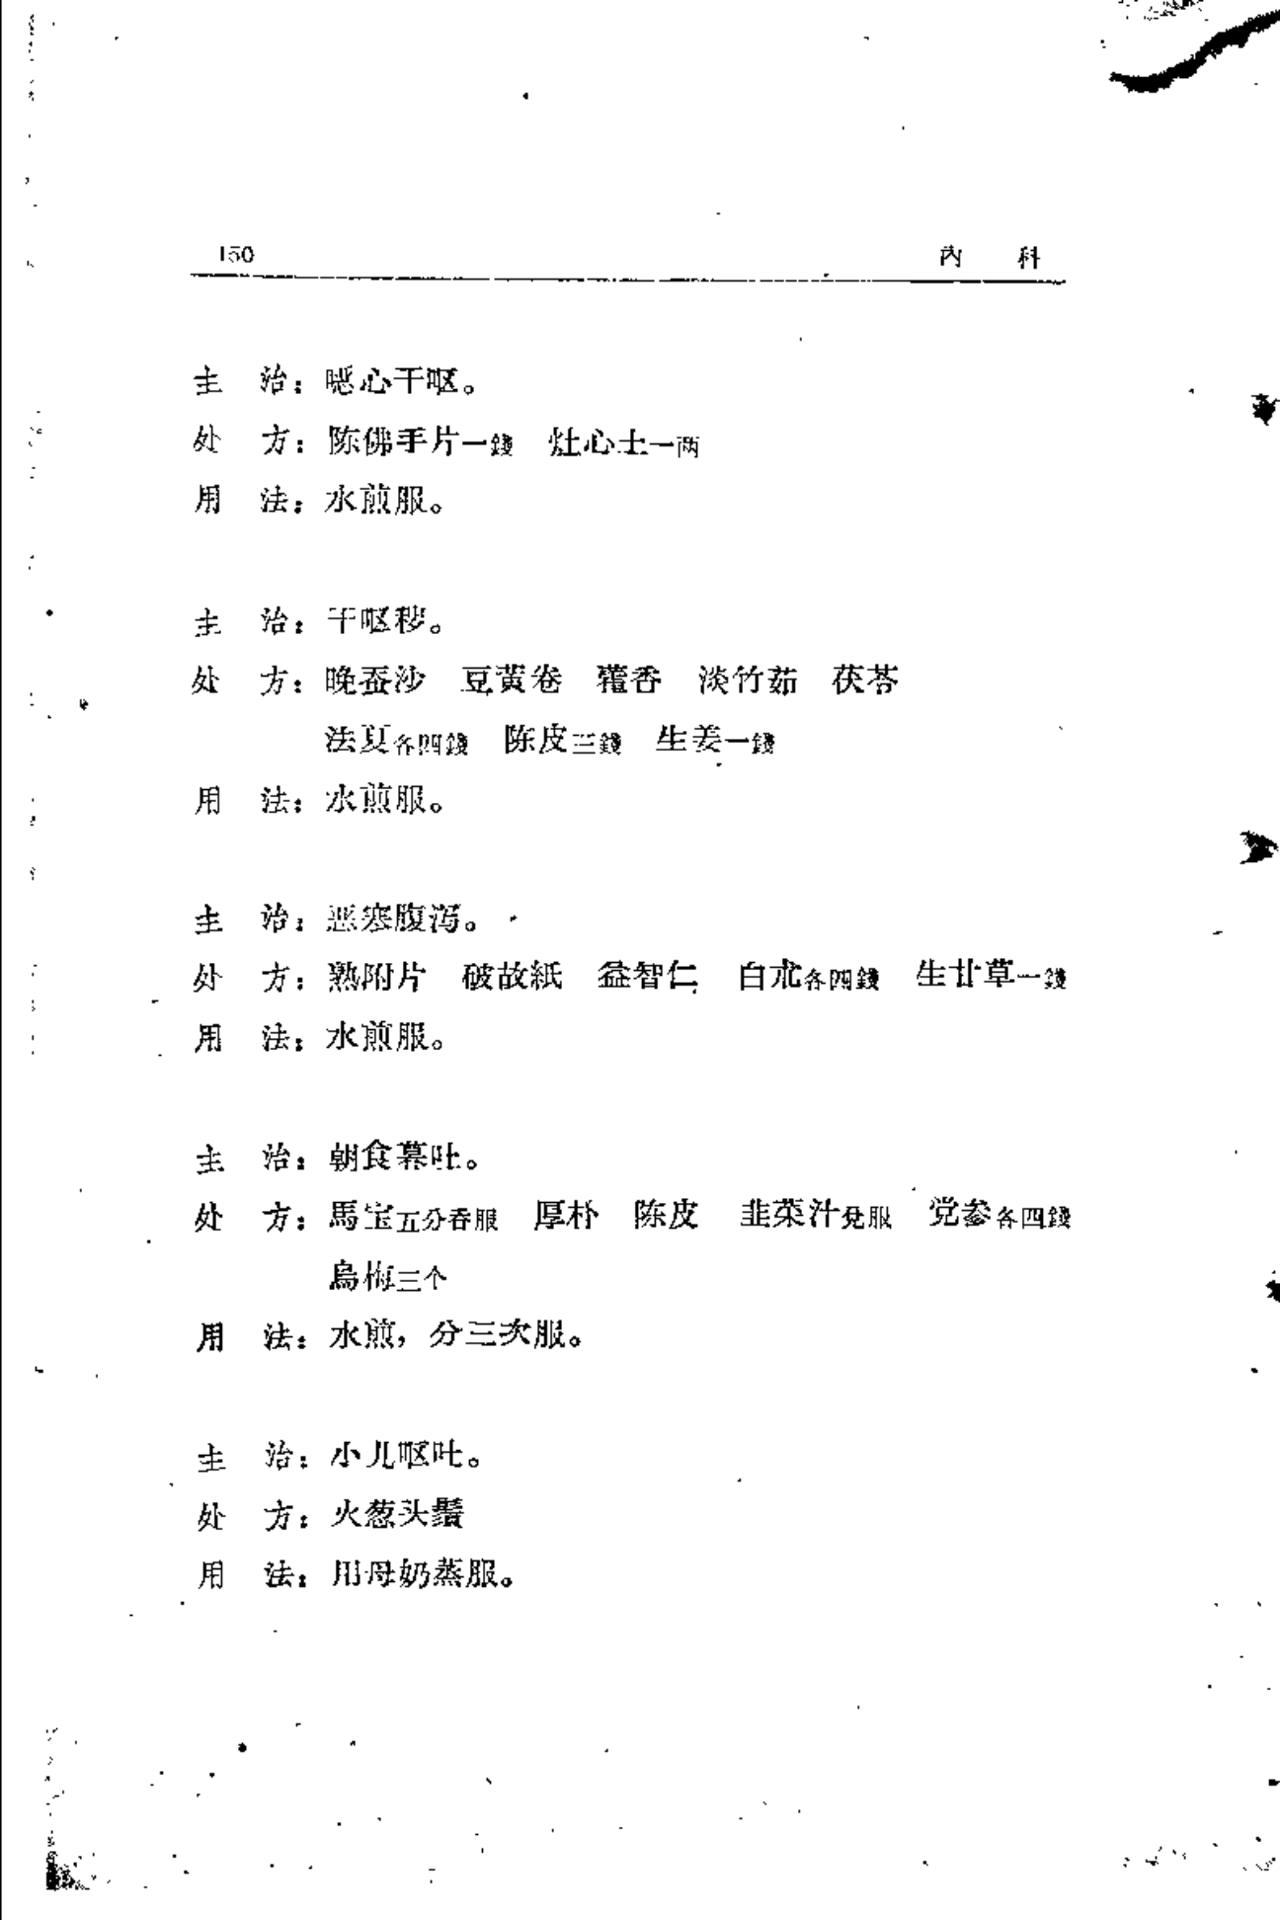 150 内 科
主 治：噁心干呕。
处 方：陈佛手片一錢 灶心土一两
用 法：水煎服。
主 治：干呕秽。
处 方：晚蚕沙 豆黄卷 藿香 淡竹茹 茯苓
法夏各四錢 陈皮三錢 生姜一錢
用 法：水煎服。
主 治：恶寒腹泻。
处 方：熟附片 破故紙 益智仁 白朮各四錢 生甘草一錢
用 法：水煎服。
主 治：朝食暮吐。
处 方：馬宝五分吞服 厚朴 陈皮 韭菜汁兌服 党参各四錢
烏梅三个
用 法：水煎，分三次服。
主 治：小儿呕吐。
处 方：火葱头鬚
用 法：用母奶蒸服。